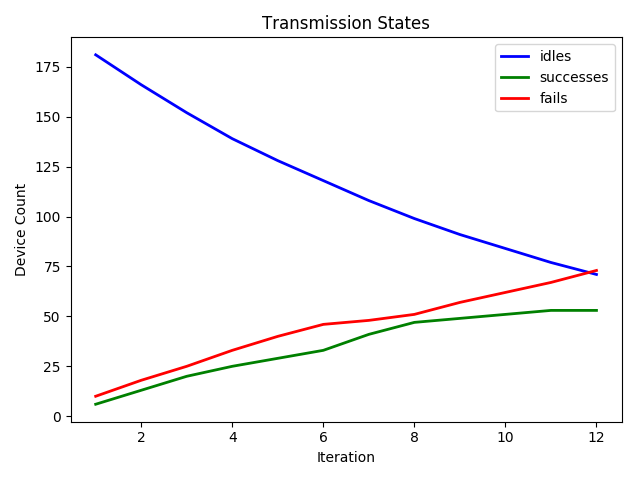 Transmission States
idles
successes
fails
Device Count
175
150
125
100
75
50
25
0
2 4 6 8 10 12
Iteration